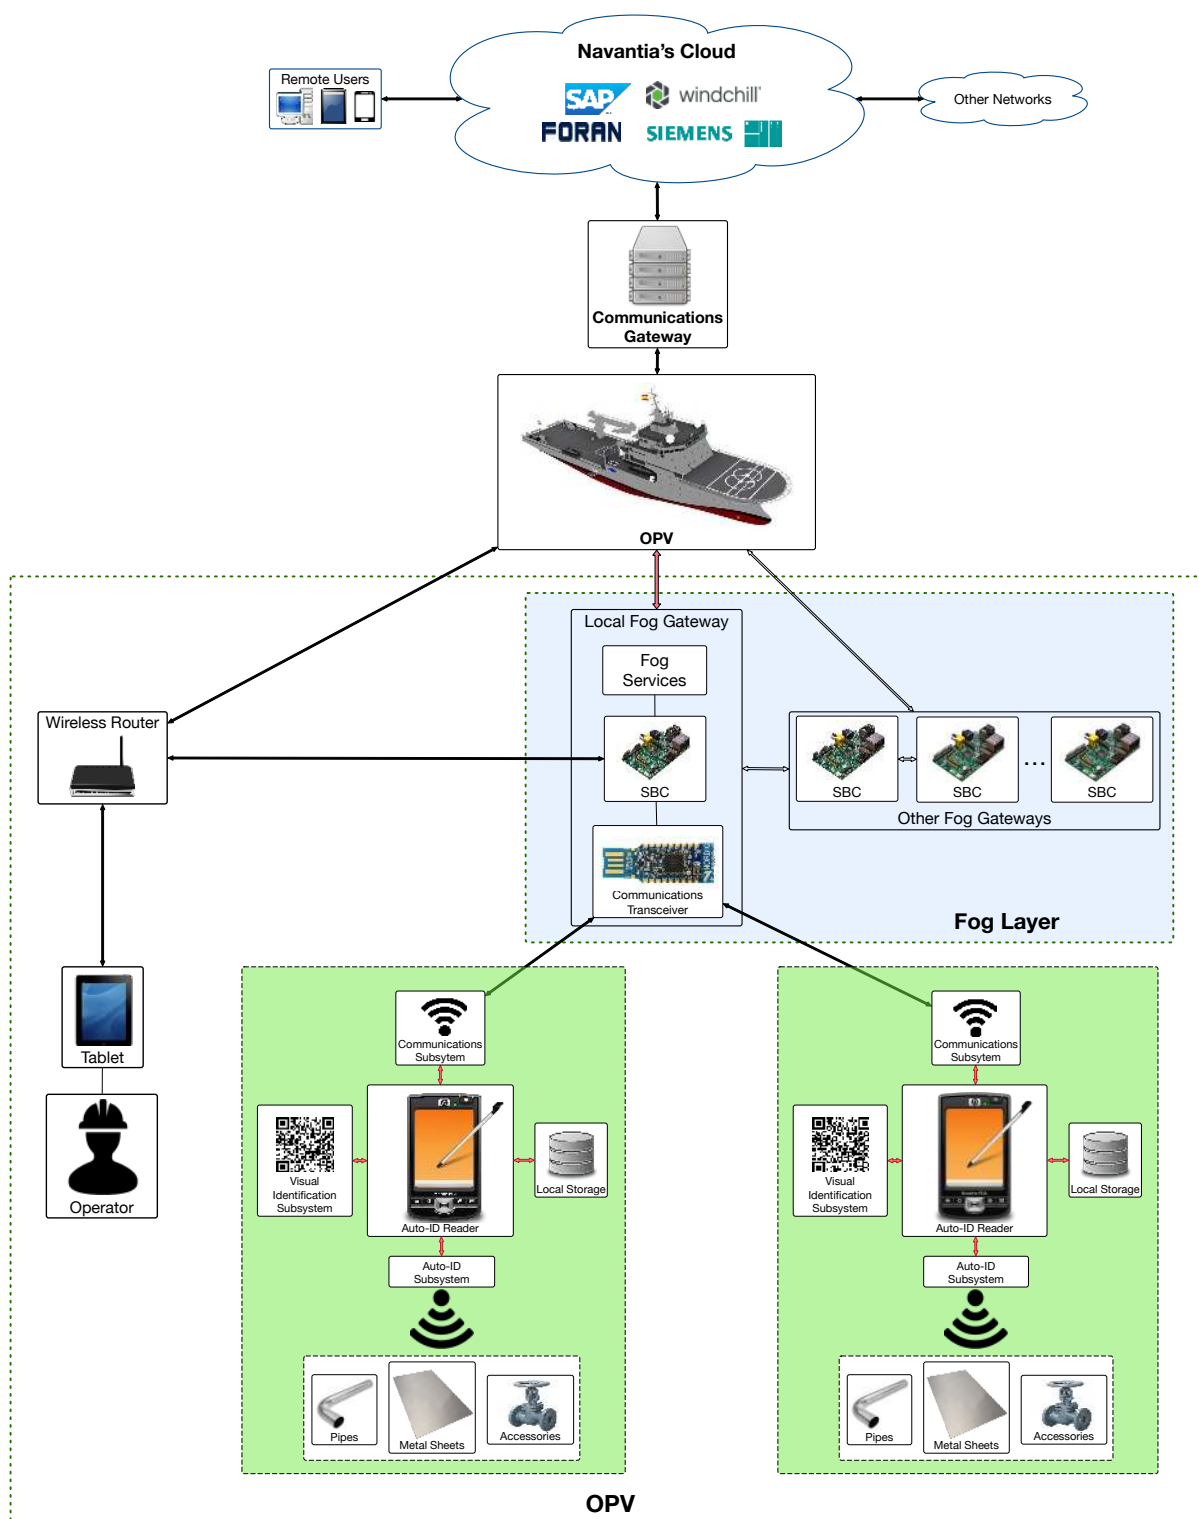 Navantia's Cloud
Remote Users
SAP
windchill
FORAN
SIEMENS
Other Networks
Communications
Gateway
OPV
Local Fog Gateway
Fog
Services
Wireless Router
SBC
SBC
SBC
...
SBC
Other Fog Gateways
Communications
Transceiver
Fog Layer
Tablet
Operator
Communications
Subsytem
Visual
Identification
Subsystem
Auto-ID Reader
Local Storage
Auto-ID
Subsystem
Pipes
Metal Sheets
Accessories
Communications
Subsytem
Visual
Identification
Subsystem
Auto-ID Reader
Local Storage
Auto-ID
Subsystem
Pipes
Metal Sheets
Accessories
OPV